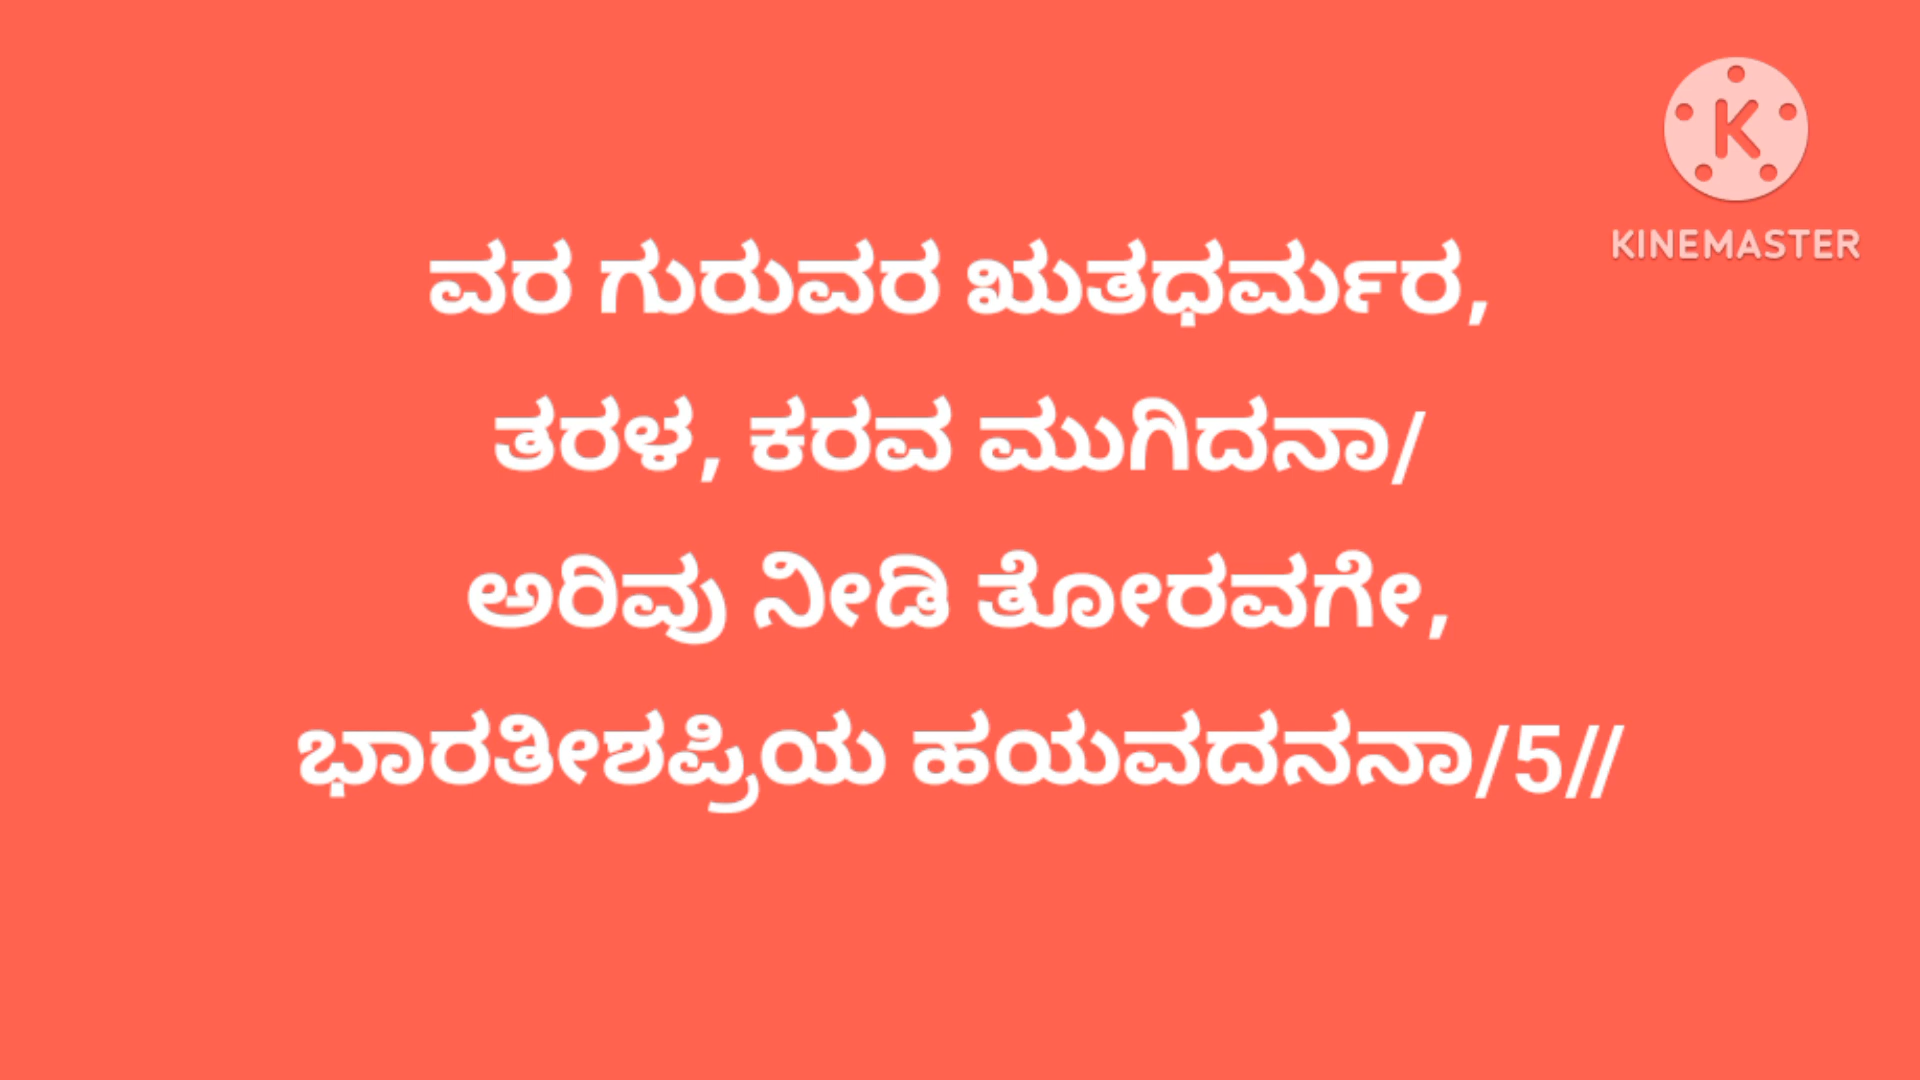 KINEMASTER
ವರ ಗುರುವರ ಋತಧರ್ಮರ,
ತರಳ, ಕರವ ಮುಗಿದನಾ/
ಅರಿವು ನೀಡಿ ತೋರವಗೇ,
ಭಾರತೀಶಪ್ರಿಯ ಹಯವದನನಾ/5//